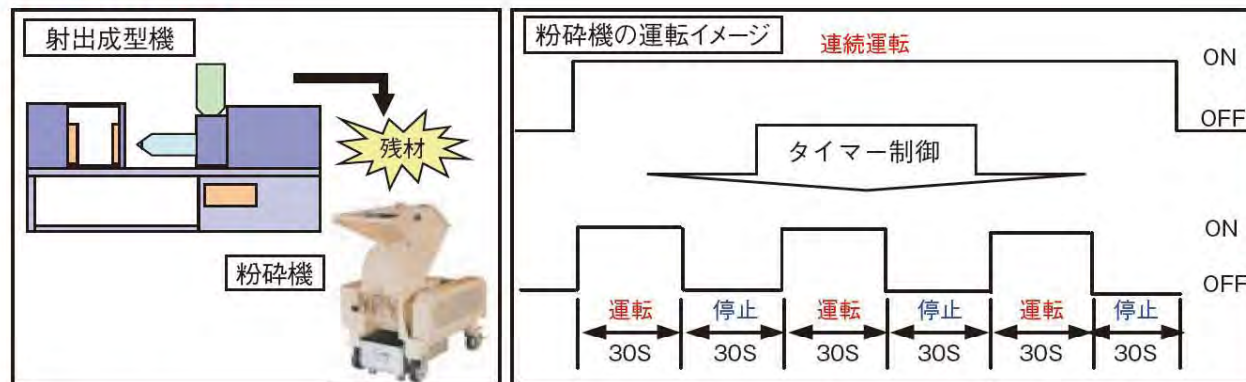 射出成型機
残材
粉砕機
粉砕機の運転イメージ
連続運転
ON
OFF
タイマー制御
ON
OFF
運転 停止 運転 停止 運転 停止
30S 30S 30S 30S 30S 30S